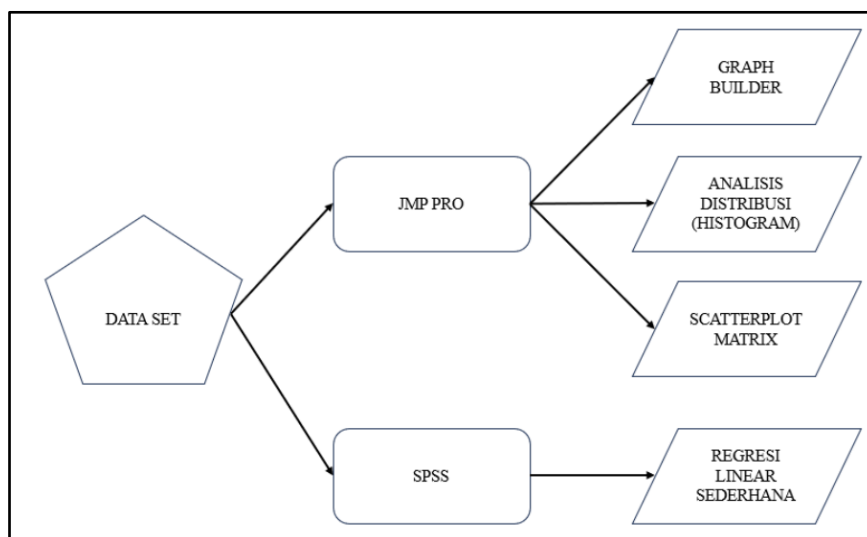 GRAPH
BUILDER
JMP PRO
ANALISIS
DISTRIBUSI
(HISTOGRAM)
DATA SET
SCATTERPLOT
MATRIX
SPSS
REGRESI
LINEAR
SEDERHANA